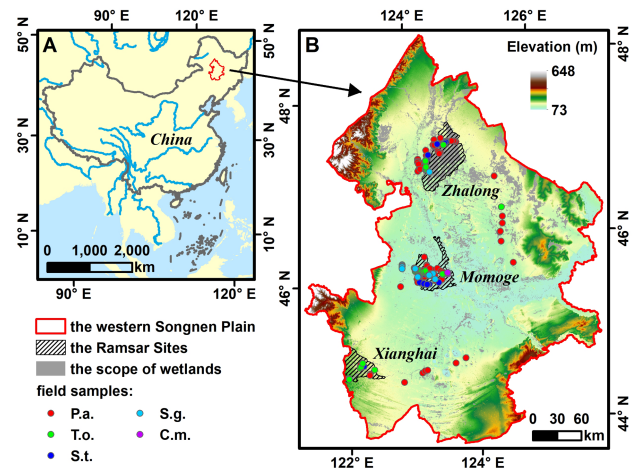 124° E 126° E
50° N 90° E 120° E 50° N
A
B
Elevation (m)
648
73
48° N
48° N
30° N
China
30° N
Zhalong
10° N
0 1,000 2,000
km
10° N
46° N
90° E 120° E
46° N
Momoge
the western Songnen Plain
the Ramsar Sites
the scope of wetlands
field samples:
P.a. S.g.
T.o. C.m.
S.t.
Xianghai
0 30 60
km
44° N
122° E 124° E